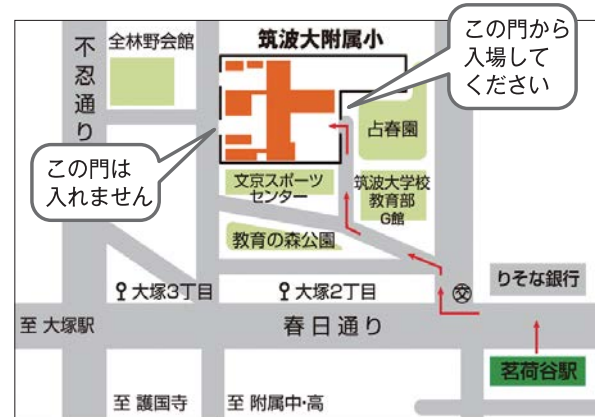 不忍通り
全林野会館
筑波大附属小
この門から
入場して
ください
占春園
この門は
入れません
文京スポーツ
センター
筑波大学校
教育部
G館
教育の森公園
大塚3丁目
大塚2丁目
交
りそな銀行
至 大塚駅
春日通り
茗荷谷駅
至 護国寺
至 附属中・高